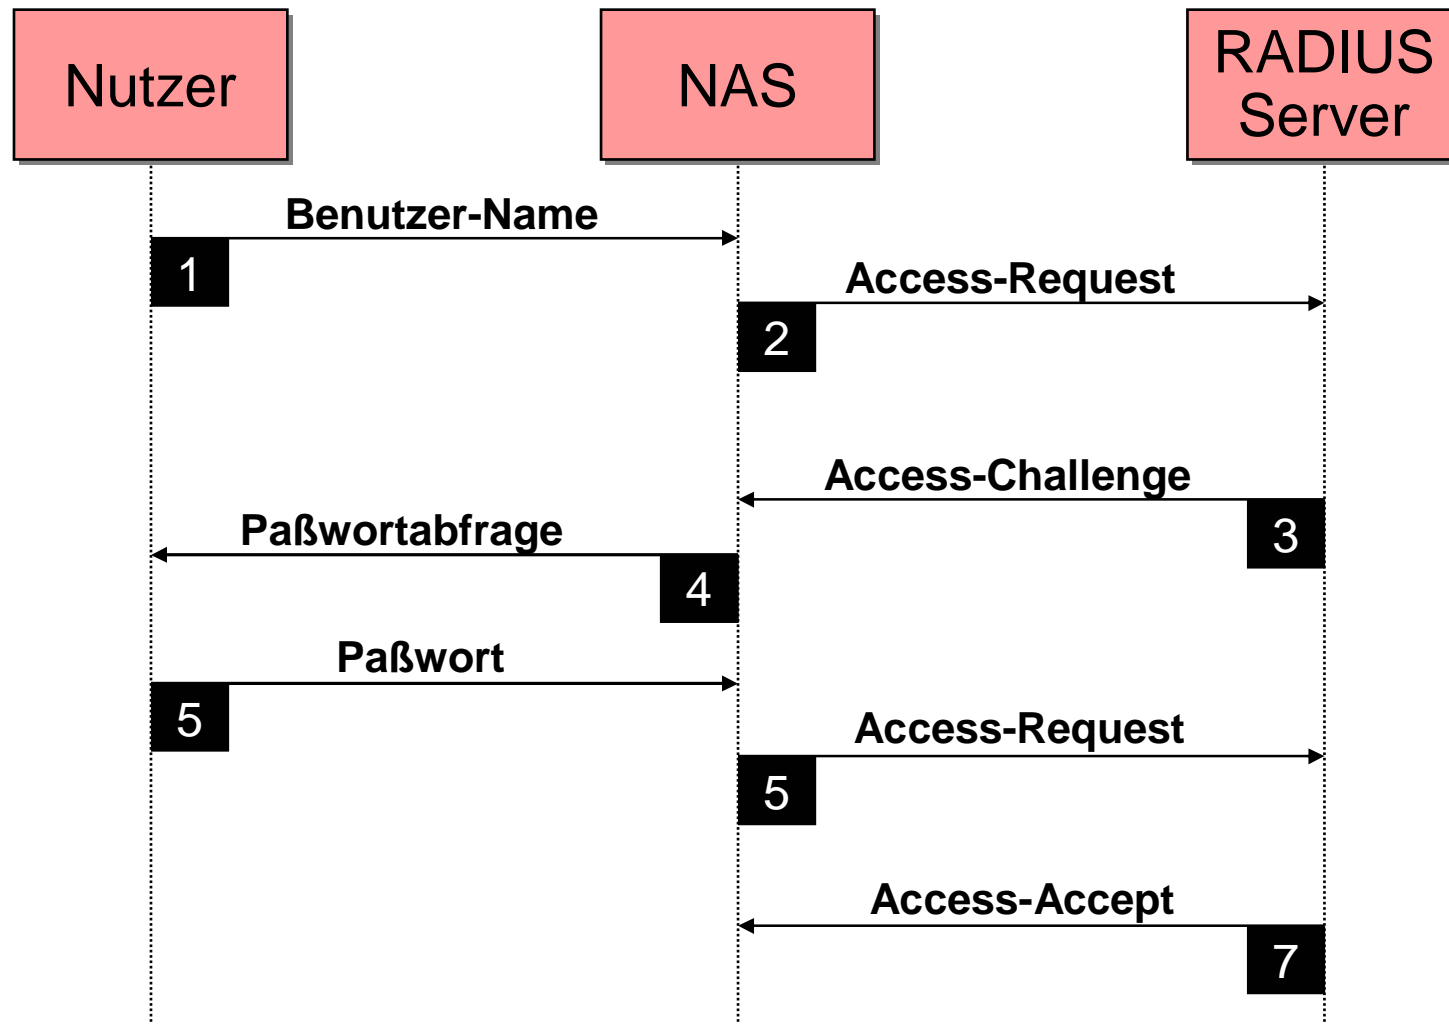 Nutzer
NAS
RADIUS
Server
Benutzer-Name
1
Access-Request
2
Access-Challenge
3
Paßwortabfrage
4
Paßwort
5
Access-Request
5
Access-Accept
7